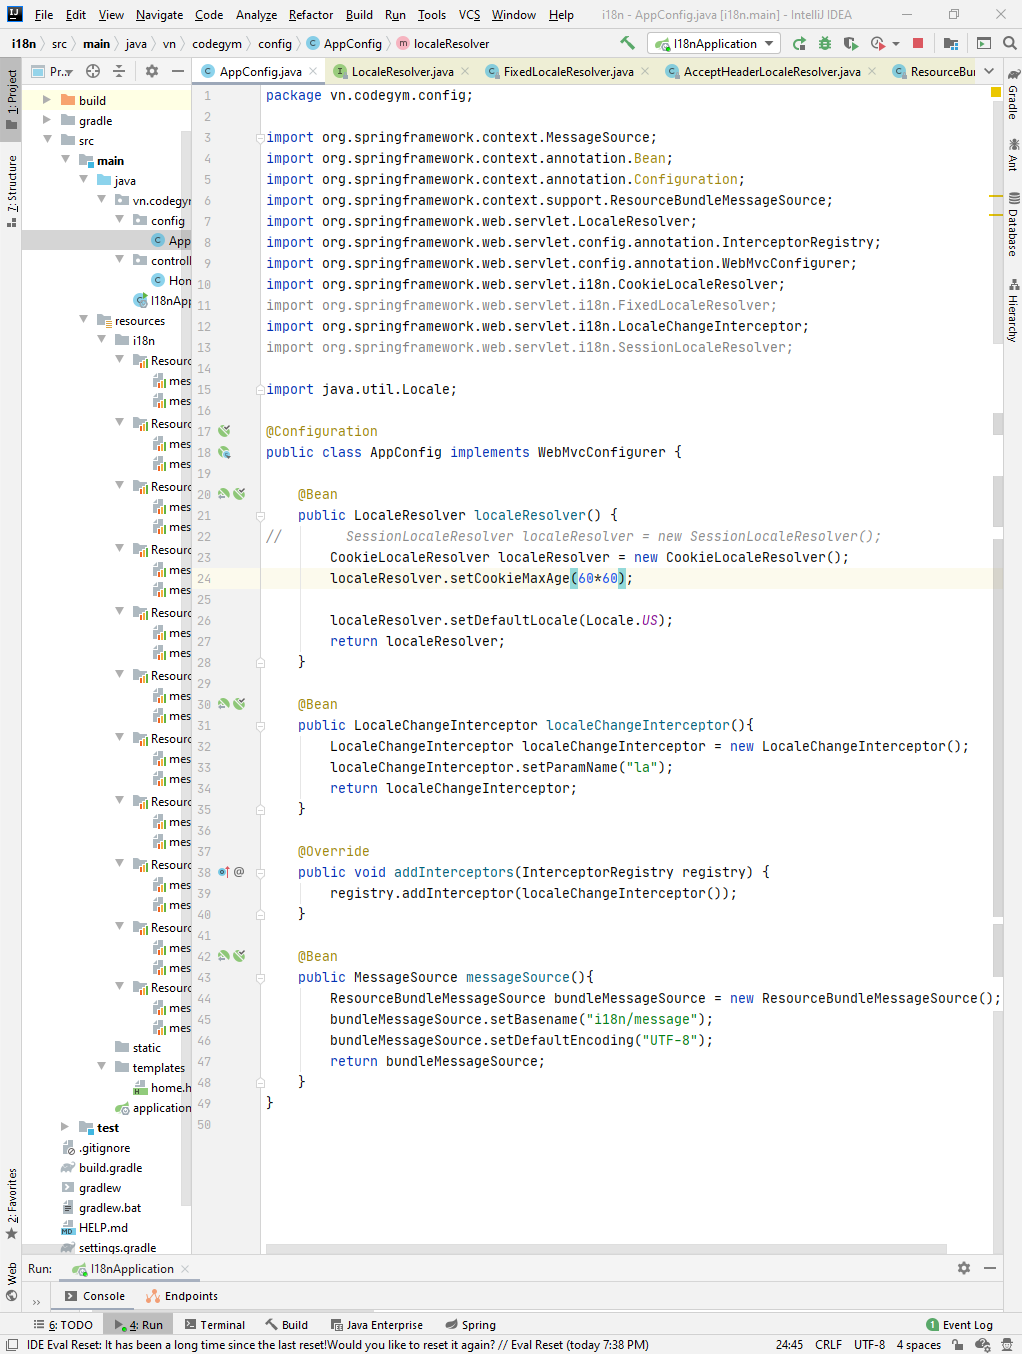 File Edit View Navigate Code Analyze Refactor Build Run Tools VCS Window Help i18n - AppConfig.java [i18n.main] - IntelliJ IDEA
i18n src main java vn codegym config AppConfig localeResolver I18nApplication
1: Project
7: Structure
2: Favorites
Web
Pr..
AppConfig.java LocaleResolver.java FixedLocaleResolver.java AcceptHeaderLocaleResolver.java ResourceBu
build
gradle
src
main
java
vn.codegyr
config
App
controll
Hon
I18nApp
resources
i18n
Resourc
mes
mes
Resourc
mes
mes
Resourc
mes
mes
Resourc
mes
mes
Resourc
mes
mes
Resourc
mes
mes
Resourc
mes
mes
Resourc
mes
mes
Resourc
mes
mes
Resourc
mes
mes
Resourc
mes
mes
static
templates
home.h
application
test
.gitignore
build.gradle
gradlew
gradlew.bat
HELP.md
settings.gradle
1 package vn.codegym.config;
2
3 import org.springframework.context.MessageSource;
4 import org.springframework.context.annotation.Bean;
5 import org.springframework.context.annotation.Configuration;
6 import org.springframework.context.support.ResourceBundleMessageSource;
7 import org.springframework.web.servlet.LocaleResolver;
8 import org.springframework.web.servlet.config.annotation.InterceptorRegistry;
9 import org.springframework.web.servlet.config.annotation.WebMvcConfigurer;
10 import org.springframework.web.servlet.i18n.CookieLocaleResolver;
11 import org.springframework.web.servlet.i18n.FixedLocaleResolver;
12 import org.springframework.web.servlet.i18n.LocaleChangeInterceptor;
13 import org.springframework.web.servlet.i18n.SessionLocaleResolver;
14
15 import java.util.Locale;
16
17 @Configuration
18 public class AppConfig implements WebMvcConfigurer {
19
20 @Bean
21 public LocaleResolver localeResolver() {
22 // SessionLocaleResolver localeResolver = new SessionLocaleResolver();
23 CookieLocaleResolver localeResolver = new CookieLocaleResolver();
24 localeResolver.setCookieMaxAge(60*60);
25
26 localeResolver.setDefaultLocale(Locale.US);
27 return localeResolver;
28 }
29
30 @Bean
31 public LocaleChangeInterceptor localeChangeInterceptor(){
32 LocaleChangeInterceptor localeChangeInterceptor = new LocaleChangeInterceptor();
33 localeChangeInterceptor.setParamName("la");
34 return localeChangeInterceptor;
35 }
36
37 @Override
38 @ public void addInterceptors(InterceptorRegistry registry) {
39 registry.addInterceptor(localeChangeInterceptor());
40 }
41
42 @Bean
43 public MessageSource messageSource(){
44 ResourceBundleMessageSource bundleMessageSource = new ResourceBundleMessageSource();
45 bundleMessageSource.setBasename("i18n/message");
46 bundleMessageSource.setDefaultEncoding("UTF-8");
47 return bundleMessageSource;
48 }
49 }
50
Gradle
Ant
Database
Hierarchy
Run: I18nApplication
» Console Endpoints
6: TODO 4: Run Terminal Build Java Enterprise Spring 1 Event Log
IDE Eval Reset: It has been a long time since the last reset!Would you like to reset it again? // Eval Reset (today 7:38 PM) 24:45 CRLF UTF-8 4 spaces